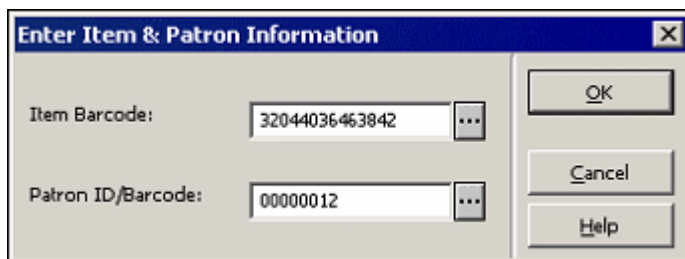 Enter Item & Patron Information
OK
Item Barcode: 32044036463842 ...
Cancel
Patron ID/Barcode: 00000012 ...
Help